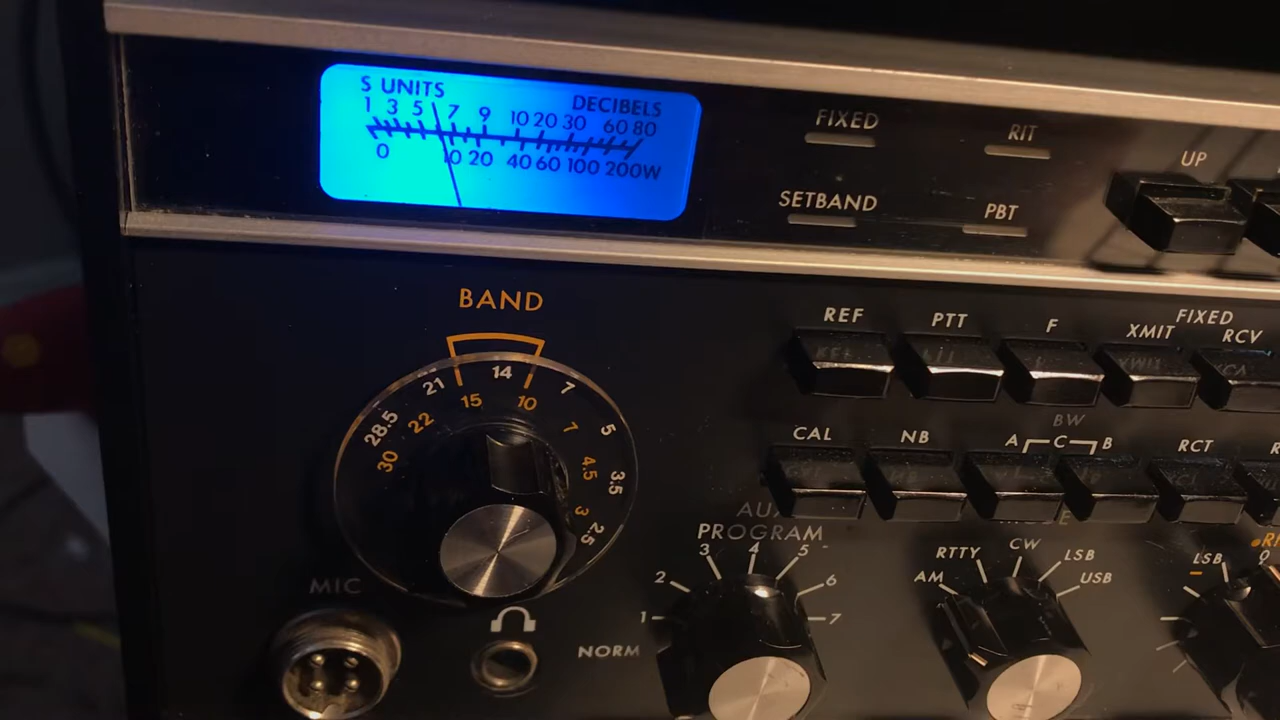 S UNITS
DECIBELS
1 3 5 7 9 10 20 30 60 80
0 10 20 40 60 100 200W
FIXED
RIT
UP
SETBAND
PBT
BAND
REF
PTT
F
FIXED
XMIT
RCV
21 14 7
28.5 22 15 10 7 5
30 4.5 3.5
3 2.5
BW
CAL
NB
A C B
RCT
PROGRAM
3 4 5
2 6
1 7
NORM
MIC
RTTY CW LSB
AM USB
LSB